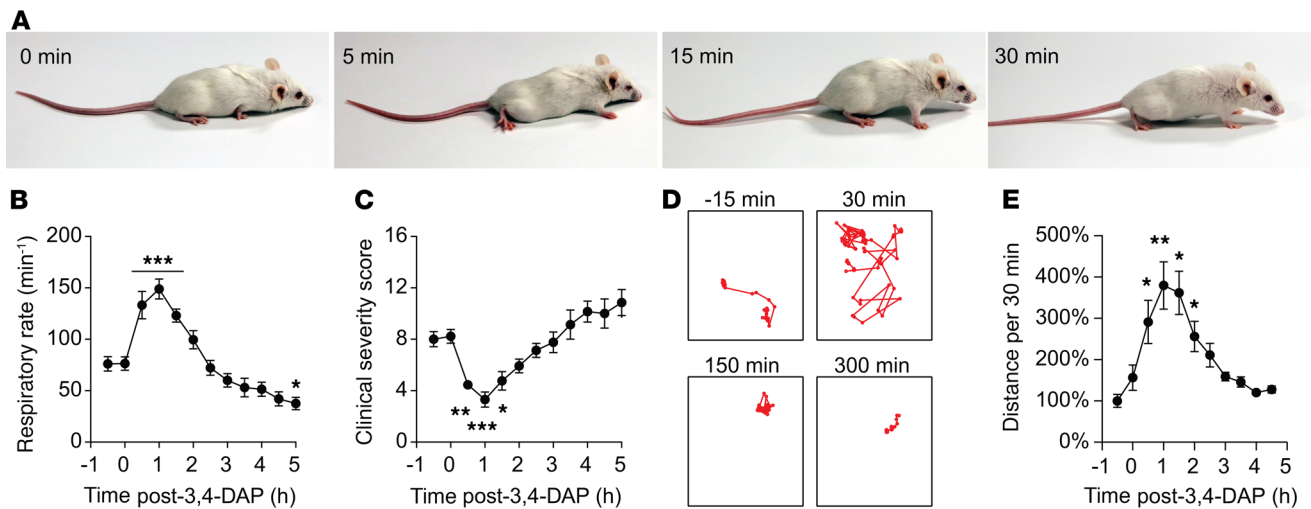 A
0 min
5 min
15 min
30 min
B
Respiratory rate (min⁻¹)
200
150
100
50
0
***
*
-1 0 1 2 3 4 5
Time post-3,4-DAP (h)
C
Clinical severity score
16
12
8
4
0
**
***
*
-1 0 1 2 3 4 5
Time post-3,4-DAP (h)
D
-15 min
30 min
150 min
300 min
E
Distance per 30 min
500%
400%
300%
200%
100%
0%
*
**
*
*
-1 0 1 2 3 4 5
Time post-3,4-DAP (h)